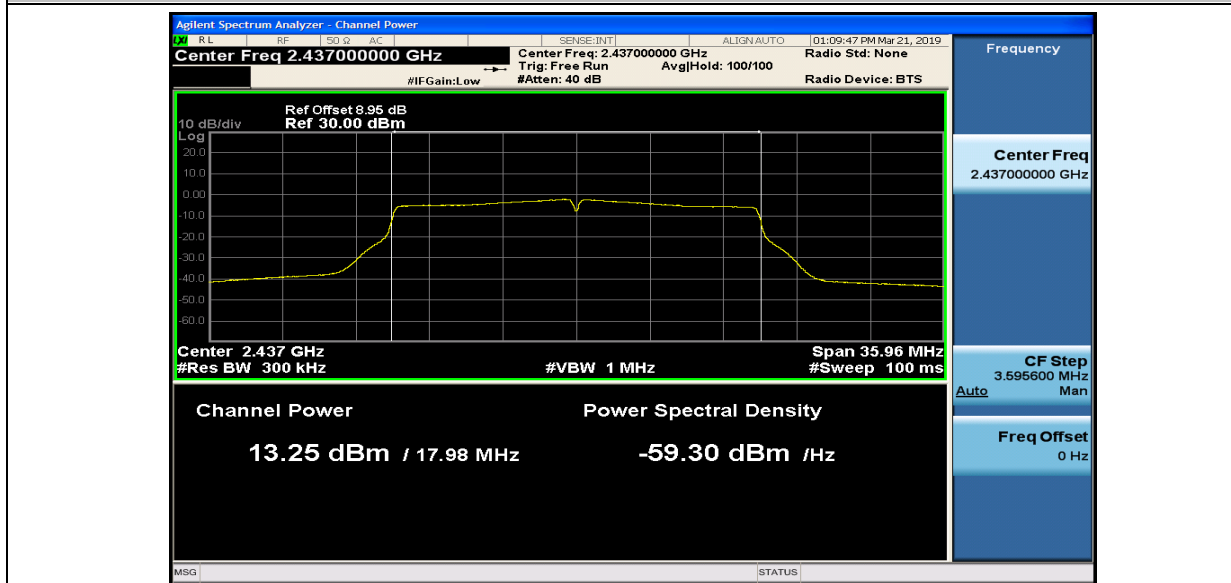 Agilent Spectrum Analyzer - Channel Power
LXI RL RF 50 Ω AC SENSE:INT ALIGN AUTO 01:09:47 PM Mar 21, 2019
Center Freq 2.437000000 GHz
Center Freq: 2.437000000 GHz
Radio Std: None
Trig: Free Run Avg|Hold: 100/100
#IFGain:Low
#Atten: 40 dB
Radio Device: BTS
Ref Offset 8.95 dB
10 dB/div Ref 30.00 dBm
Log
20.0
10.0
0.00
-10.0
-20.0
-30.0
-40.0
-50.0
-60.0
Center 2.437 GHz Span 35.96 MHz
#Res BW 300 kHz #VBW 1 MHz #Sweep 100 ms
Channel Power
Power Spectral Density
13.25 dBm / 17.98 MHz
-59.30 dBm /Hz
MSG STATUS
Frequency
Center Freq
2.437000000 GHz
CF Step
3.595600 MHz
Auto Man
Freq Offset
0 Hz